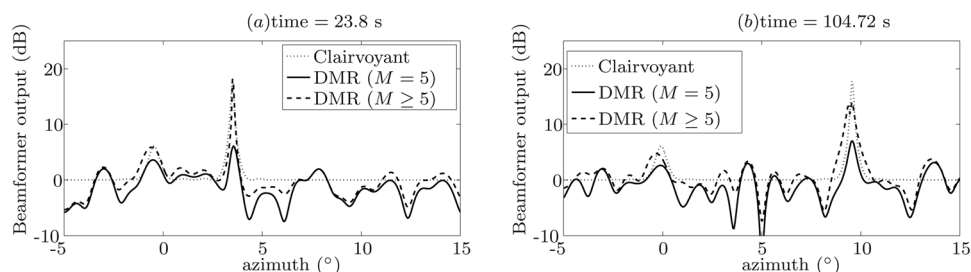 (a)time = 23.8 s
Beamformer output (dB)
20
10
0
-10
Clairvoyant
DMR (M = 5)
DMR (M ≥ 5)
-5 0 5 10 15
azimuth (°)
(b)time = 104.72 s
Beamformer output (dB)
20
10
0
-10
Clairvoyant
DMR (M = 5)
DMR (M ≥ 5)
-5 0 5 10 15
azimuth (°)